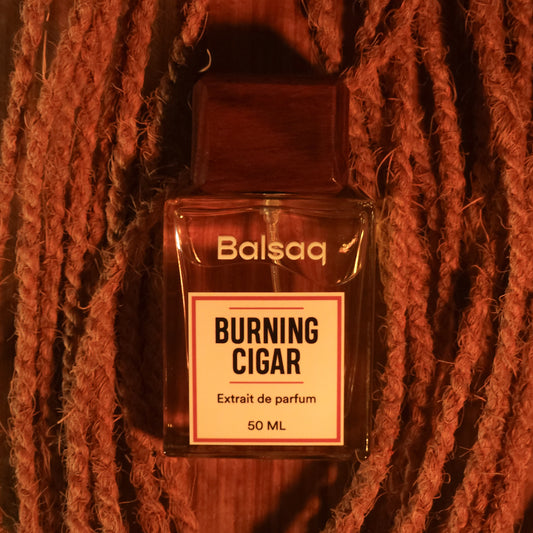 Balsaq
BURNING
CIGAR
Extrait de parfum
50 ML